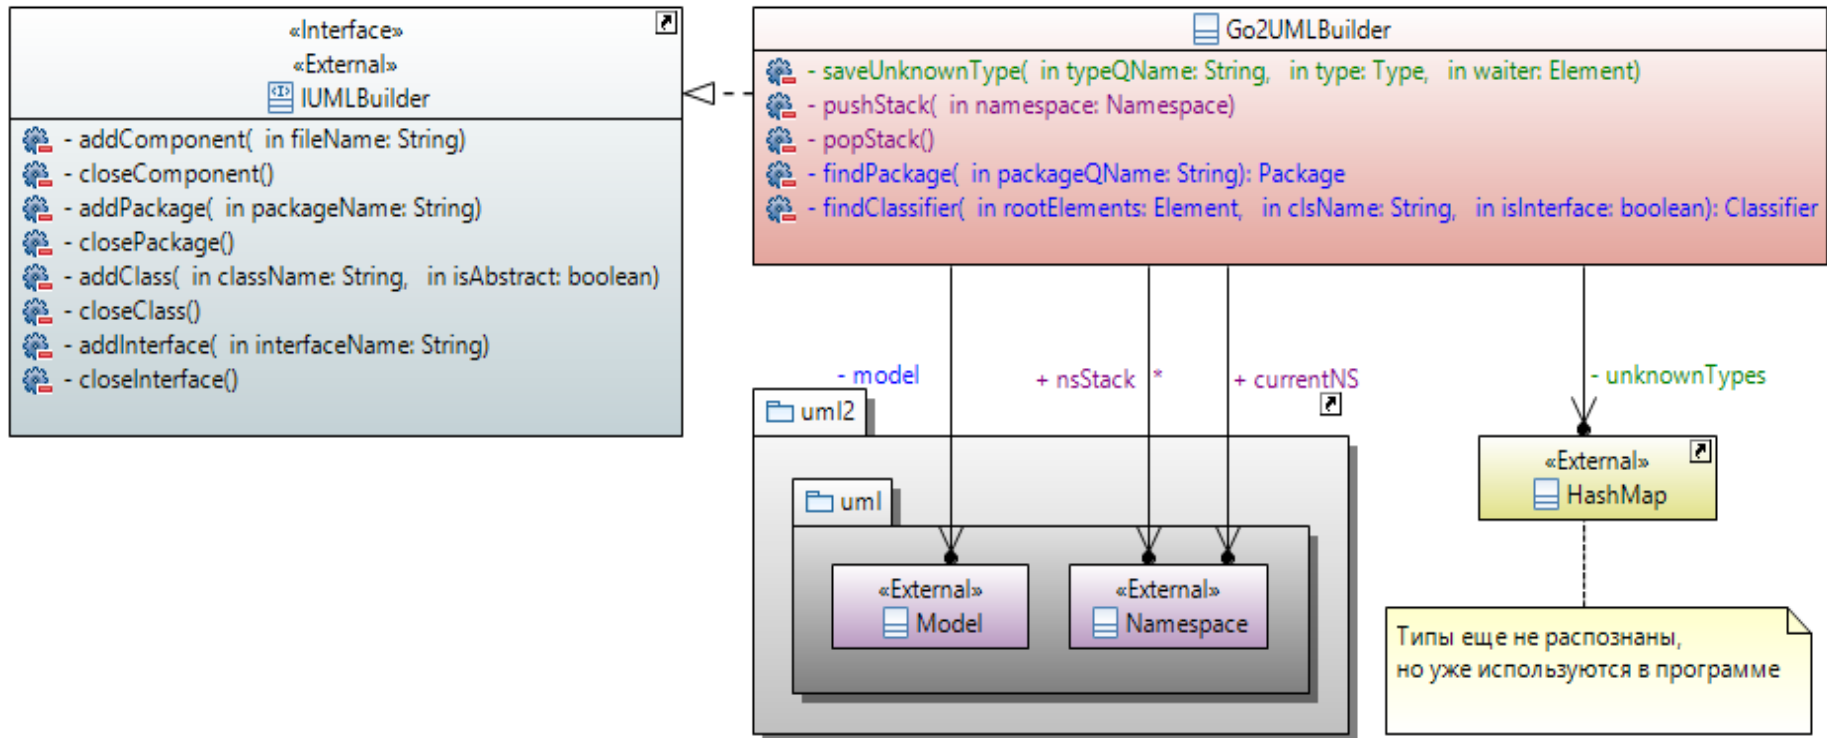 «Interface»
«External»
IUMLBuilder
- addComponent( in fileName: String)
- closeComponent()
- addPackage( in packageName: String)
- closePackage()
- addClass( in className: String, in isAbstract: boolean)
- closeClass()
- addInterface( in interfaceName: String)
- closeInterface()
Go2UMLBuilder
- saveUnknownType( in typeQName: String, in type: Type, in waiter: Element)
- pushStack( in namespace: Namespace)
- popStack()
- findPackage( in packageQName: String): Package
- findClassifier( in rootElements: Element, in clsName: String, in isInterface: boolean): Classifier
- model
+ nsStack *
+ currentNS
- unknownTypes
uml2
uml
«External»
Model
«External»
Namespace
«External»
HashMap
Типы еще не распознаны,
но уже используются в программе